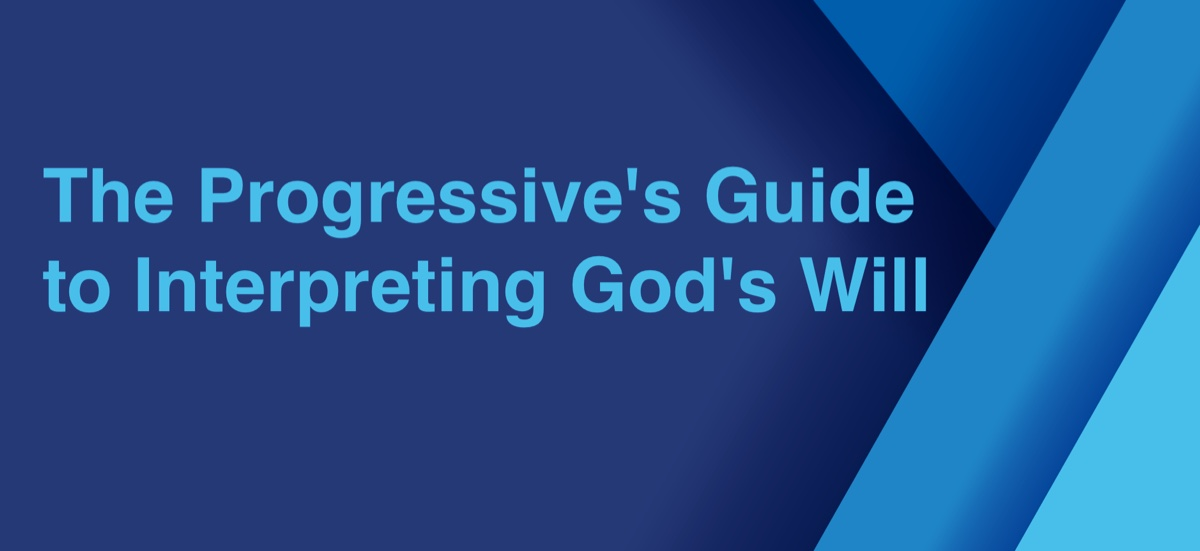 The Progressive's Guide
to Interpreting God's Will